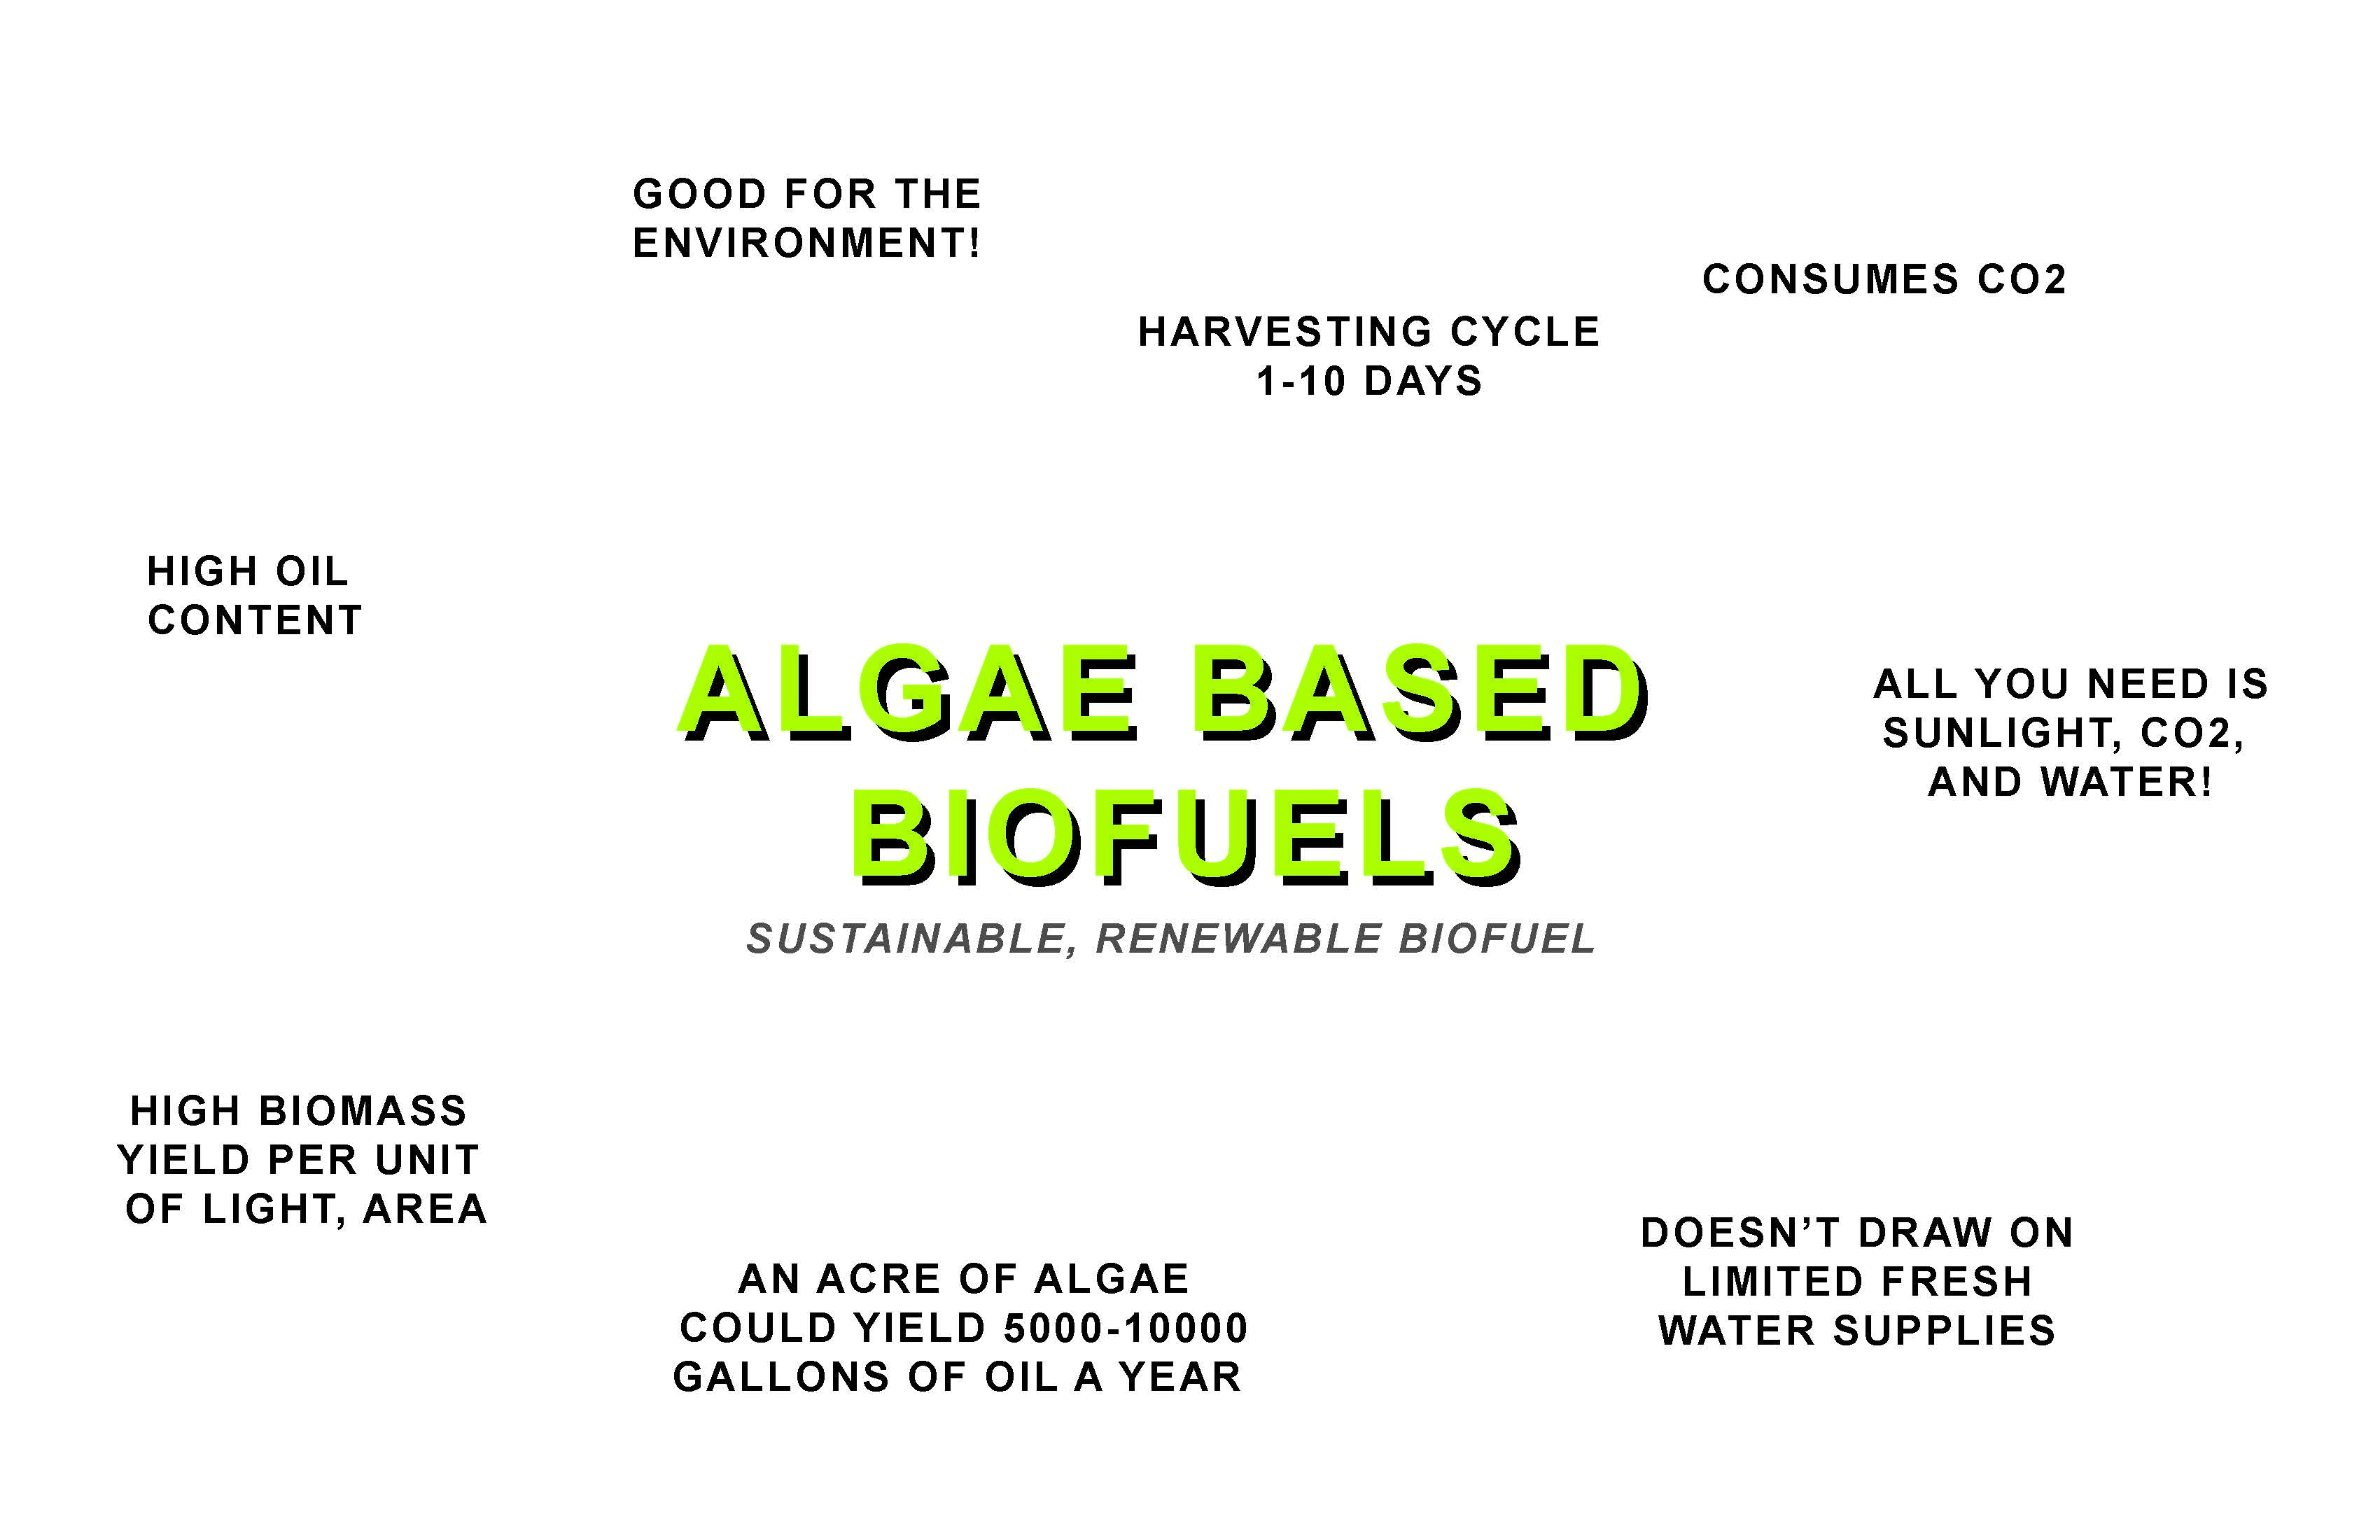 GOOD FOR THE
ENVIRONMENT!
CONSUMES CO2
HARVESTING CYCLE
1-10 DAYS
HIGH OIL
CONTENT
ALGAE BASED
BIOFUELS
SUSTAINABLE, RENEWABLE BIOFUEL
ALL YOU NEED IS
SUNLIGHT, CO2,
AND WATER!
HIGH BIOMASS
YIELD PER UNIT
OF LIGHT, AREA
AN ACRE OF ALGAE
COULD YIELD 5000-10000
GALLONS OF OIL A YEAR
DOESN’T DRAW ON
LIMITED FRESH
WATER SUPPLIES